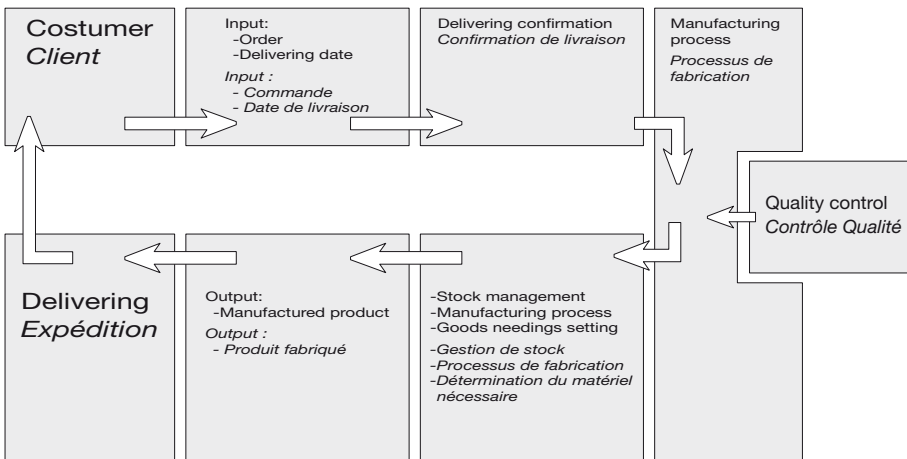 Costumer
Client
Input:
-Order
-Delivering date
Input :
- Commande
- Date de livraison
Delivering confirmation
Confirmation de livraison
Manufacturing
process
Processus de
fabrication
Quality control
Contrôle Qualité
Delivering
Expédition
Output:
-Manufactured product
Output :
- Produit fabriqué
-Stock management
-Manufacturing process
-Goods needings setting
-Gestion de stock
-Processus de fabrication
-Détermination du matériel
nécessaire